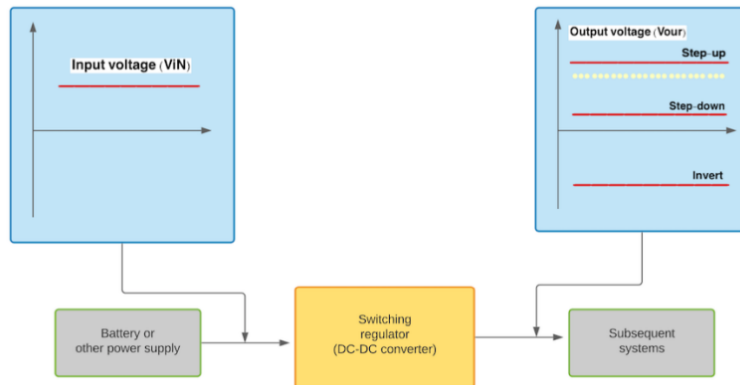 Input voltage (ViN)
Output voltage (Vour)
Step-up
Step-down
Invert
Battery or
other power supply
Switching
regulator
(DC-DC converter)
Subsequent
systems